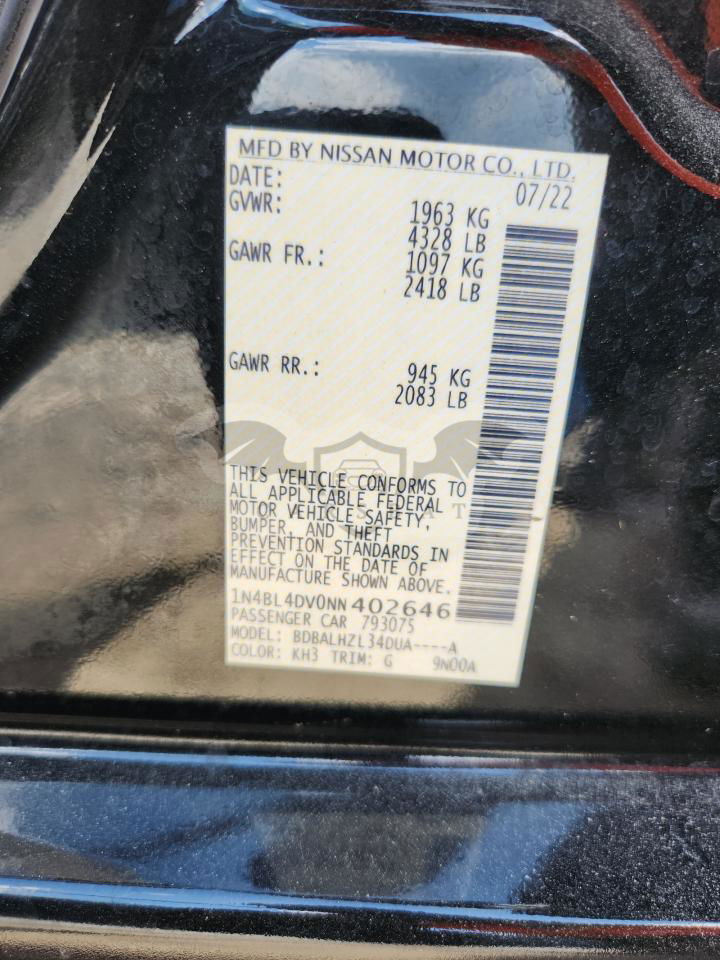 MFD BY NISSAN MOTOR CO., LTD.
DATE: 07/22
GVWR: 1963 KG
4328 LB
GAWR FR.: 1097 KG
2418 LB
GAWR RR.: 945 KG
2083 LB
THIS VEHICLE CONFORMS TO
ALL APPLICABLE FEDERAL
MOTOR VEHICLE SAFETY,
BUMPER, AND THEFT
PREVENTION STANDARDS IN
EFFECT ON THE DATE OF
MANUFACTURE SHOWN ABOVE.
1N4BL4DV0NN402646
PASSENGER CAR 793075
MODEL: BDBALHZL34DUA----A
COLOR: KH3 TRIM: G 9N00A